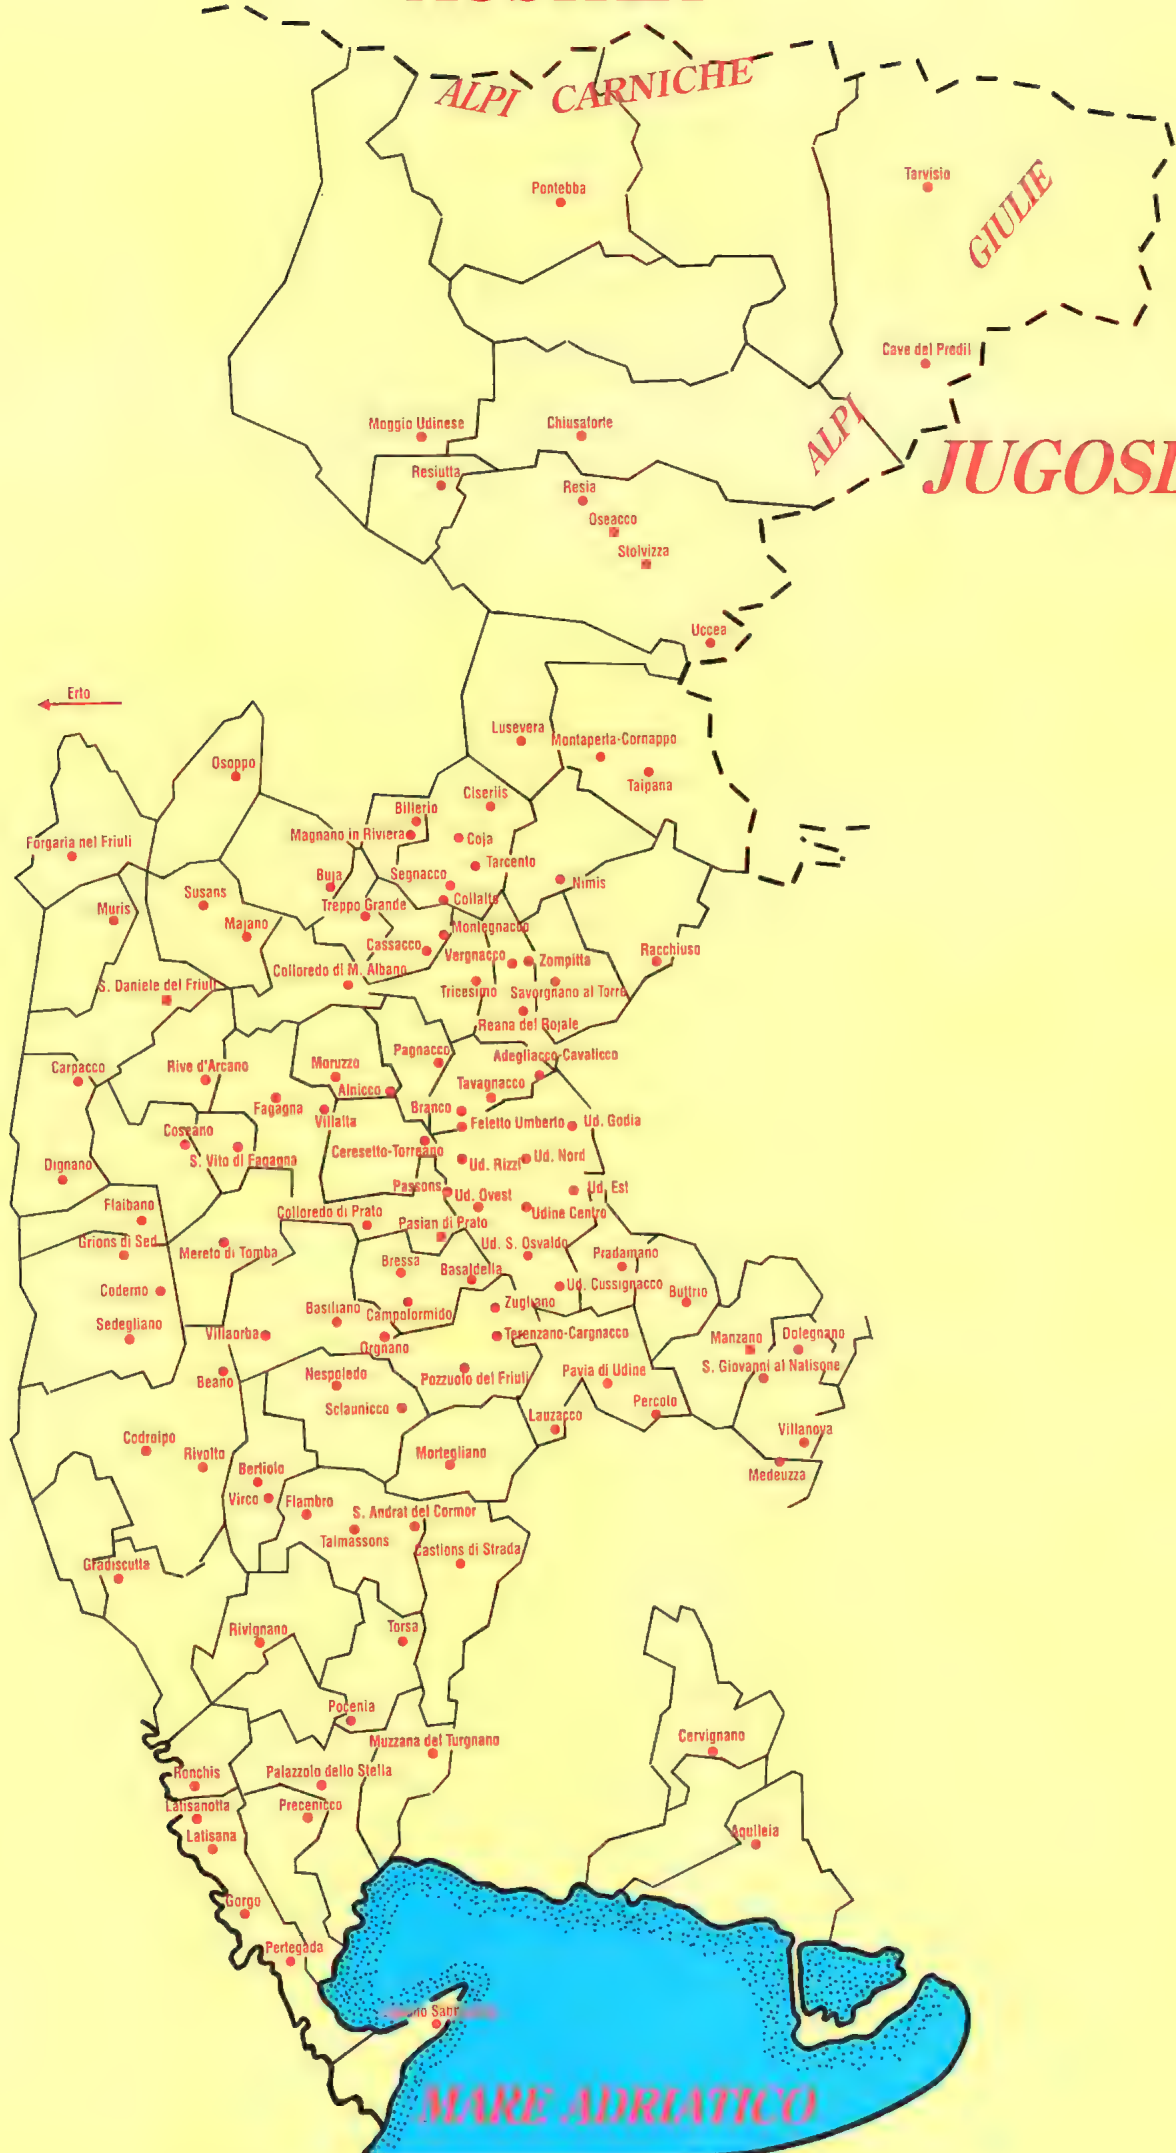 ALPI CARNICHE
Pontebba
Tarvisio
GIULIE
Cave del Predil
ALPI
Moggio Udinese
Chiusaforte
Resiutta
Resia
Oseacco
Stolvizza
Uccea
Erto
Lusevera
Montaperta-Cornappo
Taipana
Osoppo
Ciseriis
Billerio
Magnano in Riviera
Coja
Forgaria nel Friuli
Tarcento
Buja
Segnacco
Nimis
Susans
Collalto
Treppo Grande
Muris
Majano
Montegnacco
Cassacco
Racchiuso
Vergnacco
Zompitta
Colloredo di M. Albano
S. Daniele del Friuli
Tricesimo
Savorgnano al Torre
Reana del Rojale
Pagnacco
Adegliacco-Cavalicco
Carpacco
Rive d'Arcano
Moruzzo
Tavagnacco
Alnicco
Fagagna
Branco
Villalta
Feletto Umberto
Ud. Godia
Coseano
Ceresetto-Torreano
S. Vito di Fagagna
Ud. Rizzi
Ud. Nord
Dignano
Passons
Ud. Ovest
Ud. Est
Flaibano
Colloredo di Prato
Udine Centro
Pasian di Prato
Grions di Sed.
Mereto di Tomba
Ud. S. Osvaldo
Pradamano
Bressa
Basaldella
Coderno
Ud. Cussignacco
Buttrio
Zugliano
Basiliano
Campoformido
Sedegliano
Villaorba
Orgnano
Terenzano-Cargnacco
Manzano
Dolegnano
S. Giovanni al Natisone
Beano
Nespoledo
Pozzuolo del Friuli
Pavia di Udine
Sclaunicco
Percoto
Lauzacco
Codroipo
Rivolto
Mortegliano
Villanova
Bertiolo
Medeuzza
Virco
Flambro
S. Andrat del Cormor
Talmassons
Castions di Strada
Gradiscutta
Rivignano
Torsa
Pocenia
Muzzana del Turgnano
Cervignano
Ronchis
Palazzolo dello Stella
Latisanotta
Precenicco
Latisana
Aquileia
Gorgo
Pertegada
MARE ADRIATICO